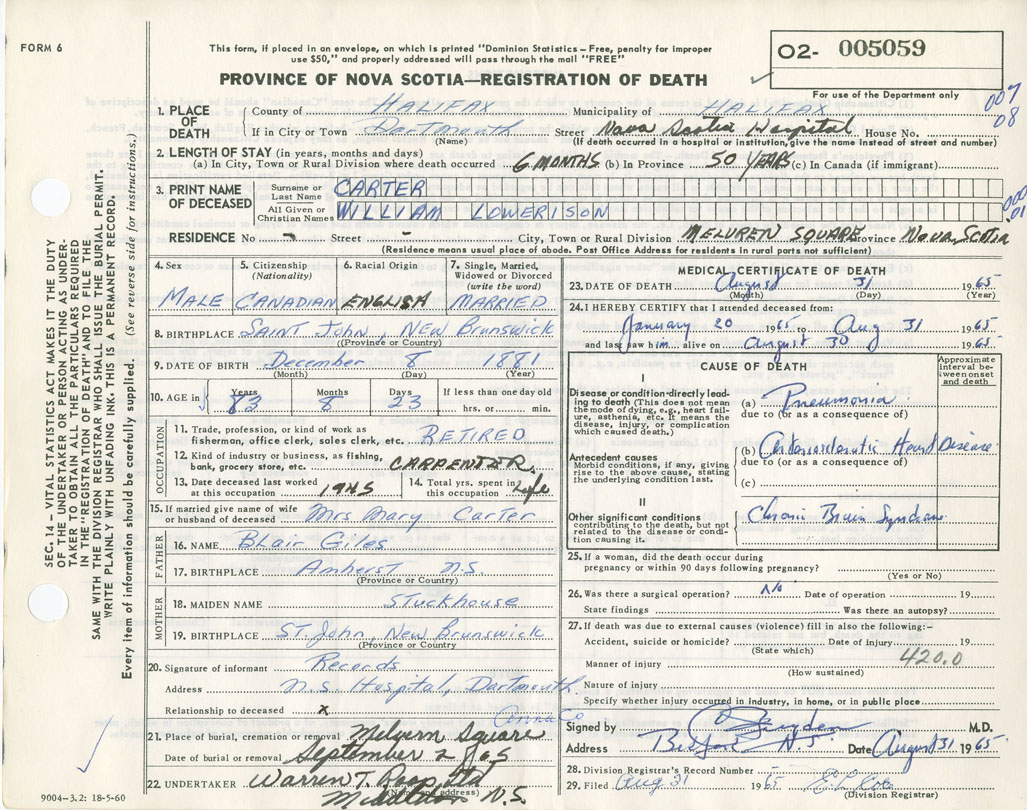 FORM 6
This form, if placed in an envelope, on which is printed "Dominion Statistics – Free, penalty for improper
use $50," and properly addressed will pass through the mail "FREE"
PROVINCE OF NOVA SCOTIA—REGISTRATION OF DEATH
02- 005059
For use of the Department only
007
08
1. PLACE OF DEATH
County of HALIFAX Municipality of HALIFAX
If in City or Town Dartmouth Street Nova Scotia Hospital House No.
(Name) (If death occurred in a hospital or institution, give the name instead of street and number)
2. LENGTH OF STAY (in years, months and days)
(a) In City, Town or Rural Division where death occurred 6 MONTHS (b) In Province 50 YEARS (c) In Canada (if immigrant)
3. PRINT NAME OF DECEASED
Surname or Last Name CARTER
All Given or Christian Names WILLIAM LOWERISON
RESIDENCE No - Street - City, Town or Rural Division MELUREN SQUARE Province NOVA SCOTIA
(Residence means usual place of abode. Post Office Address for residents in rural parts not sufficient)
4. Sex MALE
5. Citizenship (Nationality) CANADIAN
6. Racial Origin ENGLISH
7. Single, Married, Widowed or Divorced (write the word) MARRIED
8. BIRTHPLACE SAINT John, NEW Brunswick
(Province or Country)
9. DATE OF BIRTH December 8 1881
(Month) (Day) (Year)
10. AGE in Years 83 Months 8 Days 23 If less than one day old hrs. or min.
OCCUPATION
11. Trade, profession, or kind of work as fisherman, office clerk, sales clerk, etc. RETIRED
12. Kind of industry or business, as fishing, bank, grocery store, etc. CARPENTER
13. Date deceased last worked at this occupation 1945
14. Total yrs. spent in this occupation Life
15. If married give name of wife or husband of deceased Mrs Mary Carter
FATHER
16. NAME Blair Giles
17. BIRTHPLACE Amherst N.S.
(Province or Country)
MOTHER
18. MAIDEN NAME Stuckhouse
19. BIRTHPLACE ST. John, New Brunswick
(Province or Country)
20. Signature of informant Records
Address N.S. Hospital, Dartmouth
Relationship to deceased x
21. Place of burial, cremation or removal Melvern Square
Date of burial or removal September 2 /65
22. UNDERTAKER Warren T. Roop Ltd
(Name and address) N.S.
MEDICAL CERTIFICATE OF DEATH
23. DATE OF DEATH August 31 1965
(Month) (Day) (Year)
24. I HEREBY CERTIFY that I attended deceased from:
January 20 1965 to Aug 31 1965
and last saw him alive on August 30 1965
CAUSE OF DEATH
Approximate interval between onset and death
I
Disease or condition directly leading to death (This does not mean the mode of dying, e.g., heart failure, asthenia, etc. It means the disease, injury, or complication which caused death.)
(a) Pneumonia
due to (or as a consequence of)
Antecedent causes
Morbid conditions, if any, giving rise to the above cause, stating the underlying condition last.
(b) Heart Disease
due to (or as a consequence of)
(c)
II
Other significant conditions contributing to the death, but not related to the disease or condition causing it.
Chronic Brain Syndrome
25. If a woman, did the death occur during pregnancy or within 90 days following pregnancy?
(Yes or No)
26. Was there a surgical operation? No Date of operation 19
State findings Was there an autopsy?
27. If death was due to external causes (violence) fill in also the following:–
Accident, suicide or homicide? Date of injury 19
(State which)
Manner of injury 420.0
(How sustained)
Nature of injury
Specify whether injury occurred in industry, in home, or in public place
Signed by M.D.
Address N.S. Date August 31 1965
28. Division Registrar's Record Number
29. Filed Aug 31 1965
(Division Registrar)
SEC. 14 – VITAL STATISTICS ACT MAKES IT THE DUTY
OF THE UNDERTAKER OR PERSON ACTING AS UNDER-
TAKER TO OBTAIN ALL THE PARTICULARS REQUIRED
IN THE "REGISTRATION OF DEATH" AND TO FILE THE
SAME WITH THE DIVISION REGISTRAR WHO SHALL ISSUE THE BURIAL PERMIT.
WRITE PLAINLY WITH UNFADING INK. THIS IS A PERMANENT RECORD.
Every item of information should be carefully supplied. (See reverse side for instructions.)
9004-3.2: 18-5-60